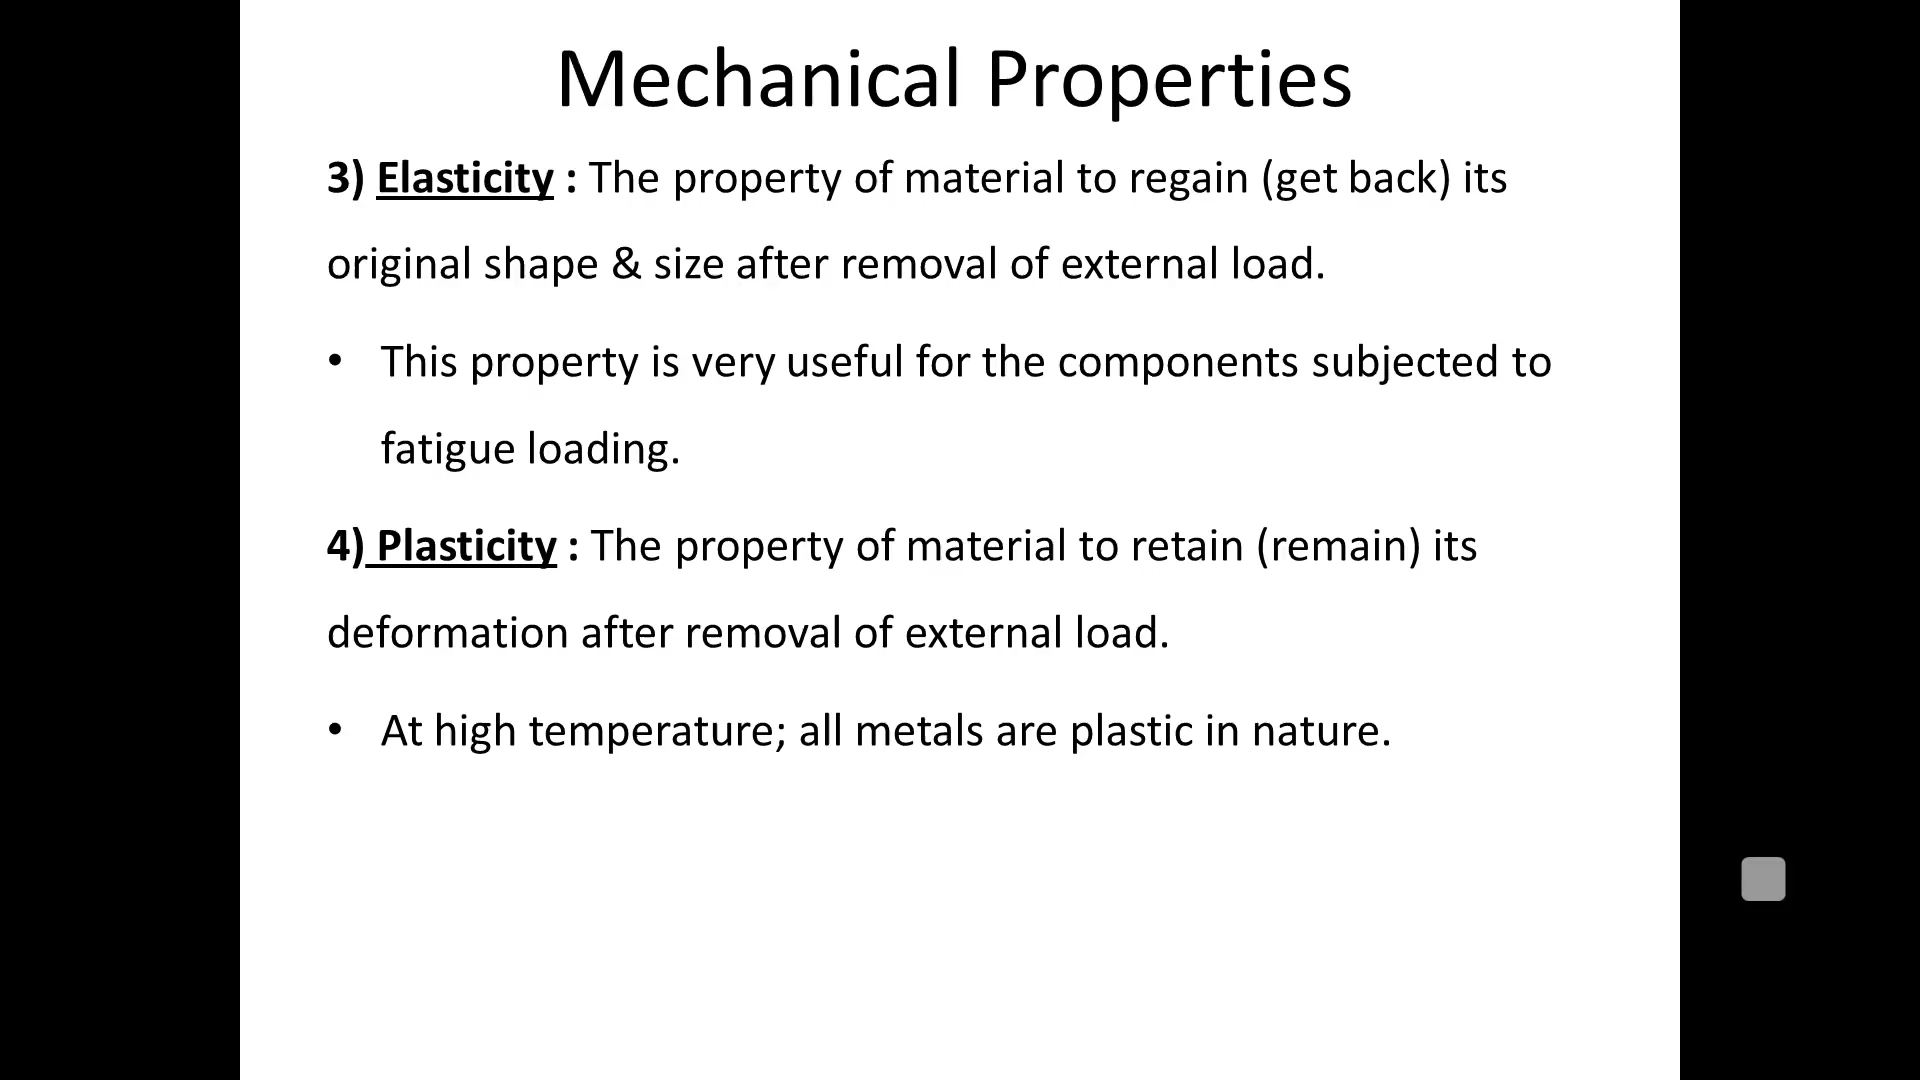 Mechanical Properties
3) Elasticity : The property of material to regain (get back) its
original shape & size after removal of external load.
• This property is very useful for the components subjected to
fatigue loading.
4) Plasticity : The property of material to retain (remain) its
deformation after removal of external load.
• At high temperature; all metals are plastic in nature.